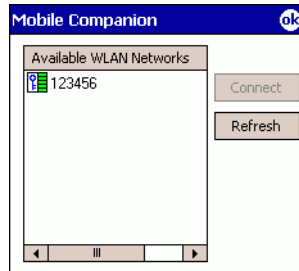 Mobile Companion ok
Available WLAN Networks
123456
Connect
Refresh